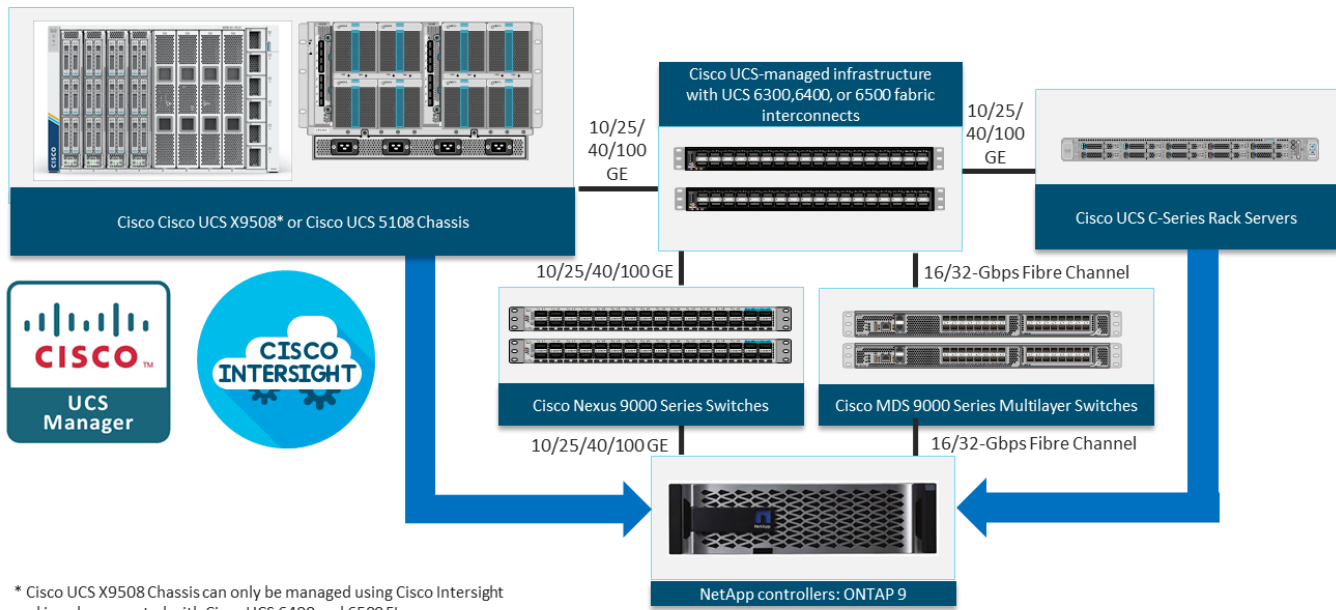 Cisco UCS-managed infrastructure
with UCS 6300,6400, or 6500 fabric
interconnects
10/25/
40/100
GE
10/25/
40/100
GE
CISCO
Cisco Cisco UCS X9508* or Cisco UCS 5108 Chassis
Cisco UCS C-Series Rack Servers
10/25/40/100 GE
16/32-Gbps Fibre Channel
CISCO™
UCS
Manager
CISCO
INTERSIGHT
Cisco Nexus 9000 Series Switches
Cisco MDS 9000 Series Multilayer Switches
10/25/40/100 GE
16/32-Gbps Fibre Channel
NetApp
NetApp controllers: ONTAP 9
* Cisco UCS X9508 Chassis can only be managed using Cisco Intersight